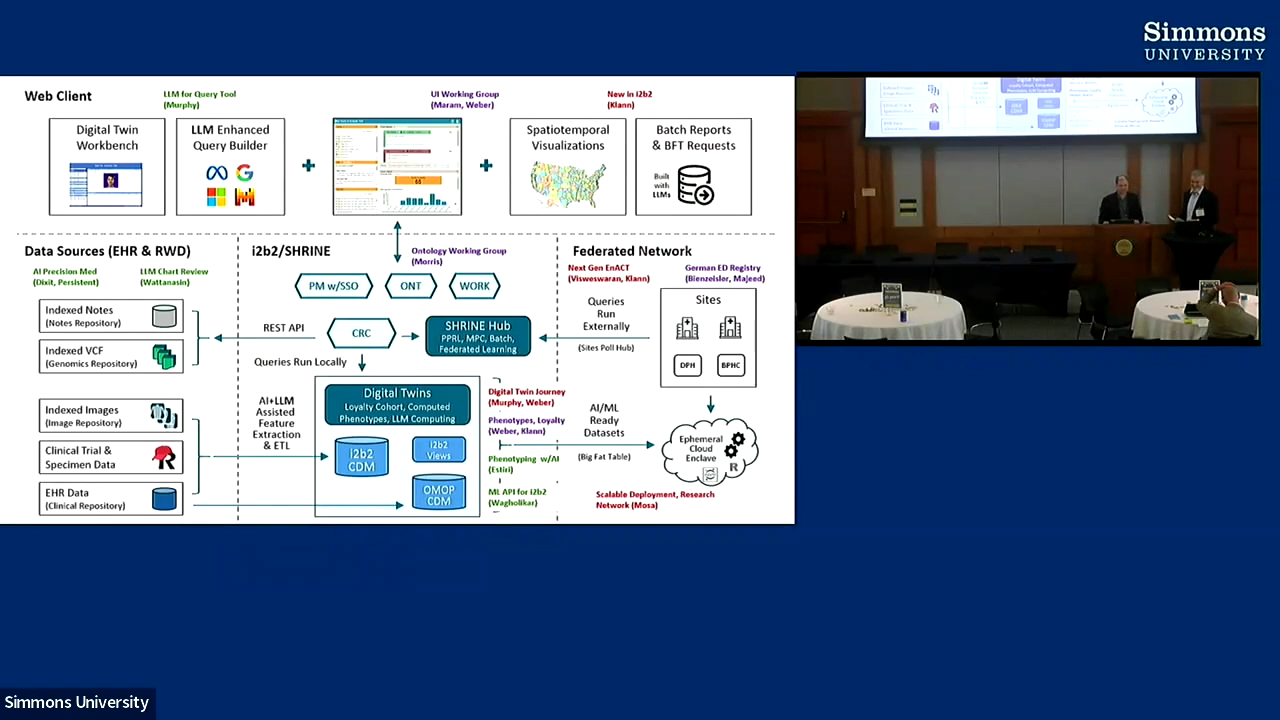 Simmons
UNIVERSITY
Web Client
LLM for Query Tool
(Murphy)
UI Working Group
(Maram, Weber)
New in i2b2
(Klann)
Digital Twin
Workbench
LLM Enhanced
Query Builder
Spatiotemporal
Visualizations
Batch Reports
& BFT Requests
Built
with
LLMs
Data Sources (EHR & RWD)
AI Precision Med
(Dixit, Persistent)
LLM Chart Review
(Wattanasin)
Indexed Notes
(Notes Repository)
Indexed VCF
(Genomics Repository)
Indexed Images
(Image Repository)
Clinical Trial &
Specimen Data
R
EHR Data
(Clinical Repository)
i2b2/SHRINE
Ontology Working Group
(Morris)
PM w/SSO
ONT
WORK
REST API
CRC
SHRINE Hub
PPRL, MPC, Batch,
Federated Learning
Queries Run Locally
AI+LLM
Assisted
Feature
Extraction
& ETL
Digital Twins
Loyalty Cohort, Computed
Phenotypes, LLM Computing
i2b2
CDM
i2b2
Views
OMOP
CDM
Digital Twin Journey
(Murphy, Weber)
Phenotypes, Loyalty
(Weber, Klann)
Phenotyping w/AI
(Estiri)
ML API for i2b2
(Wagholikar)
Federated Network
Next Gen EnACT
(Visweswaran, Klann)
German ED Registry
(Bienzeisler, Majeed)
Queries
Run
Externally
(Sites Poll Hub)
Sites
DPH
BPHC
AI/ML
Ready
Datasets
(Big Fat Table)
Ephemeral
Cloud
Enclave
R
Scalable Deployment, Research
Network (Mosa)
Simmons University